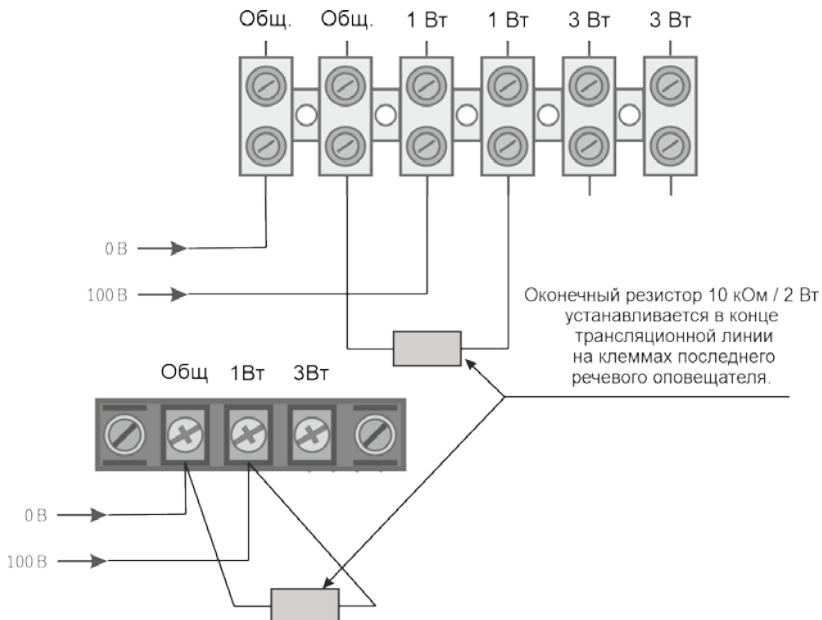 Общ. Общ. 1 Вт 1 Вт 3 Вт 3 Вт
0 В
100 В
Оконечный резистор 10 кОм / 2 Вт
устанавливается в конце
трансляционной линии
на клеммах последнего
речевого оповещателя.
Общ 1Вт 3Вт
0 В
100 В